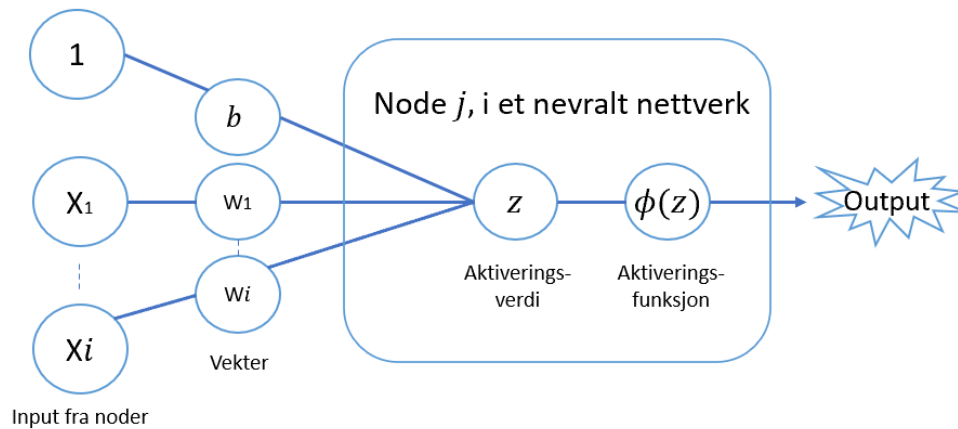 1
b
Node j, i et nevralt nettverk
X1
W1
z
ϕ(z)
Output
Aktiverings-
verdi
Aktiverings-
funksjon
Wi
Xi
Vekter
Input fra noder